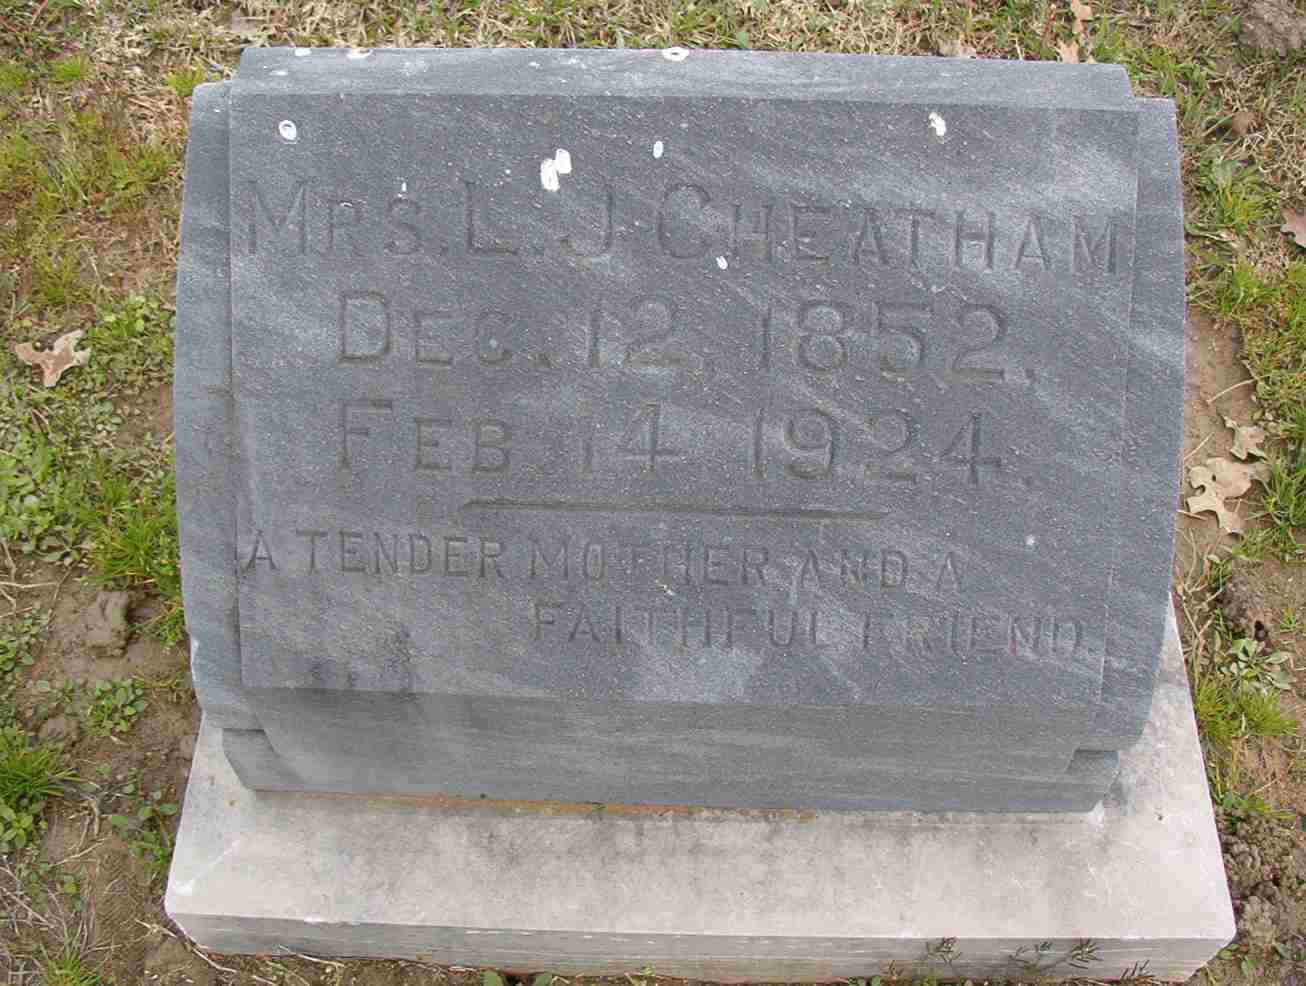 MRS. L. J. C CHEATHAM
DEC. 12, 1852.
FEB. 14 1924.
A TENDER MOTHER AND A
FAITHFUL FRIEND.